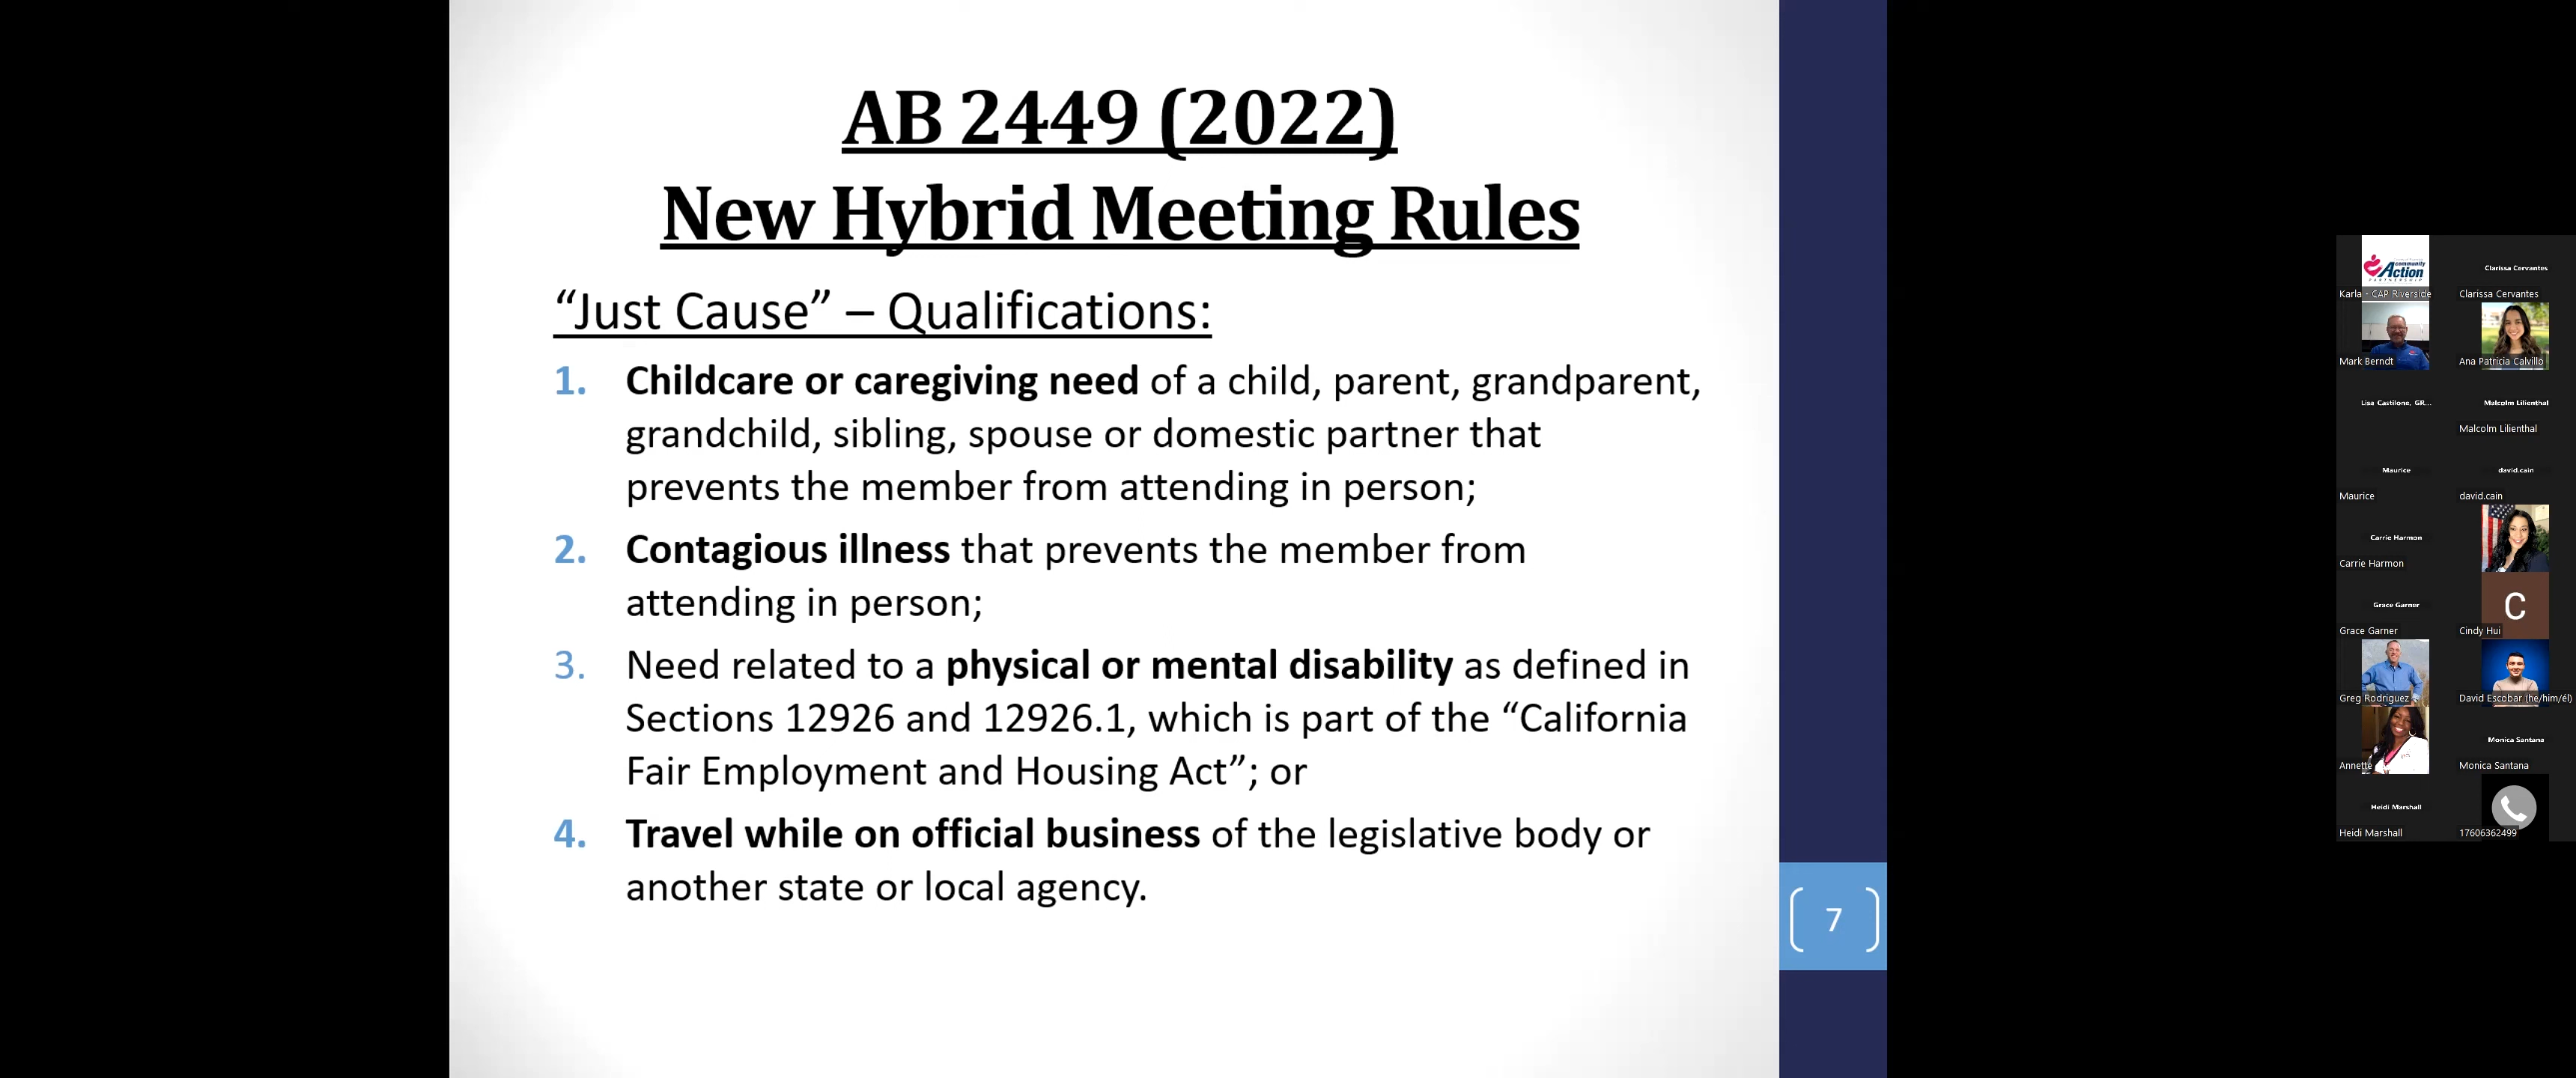 AB 2449 (2022)
New Hybrid Meeting Rules
“Just Cause” – Qualifications:
1. Childcare or caregiving need of a child, parent, grandparent,
grandchild, sibling, spouse or domestic partner that
prevents the member from attending in person;
2. Contagious illness that prevents the member from
attending in person;
3. Need related to a physical or mental disability as defined in
Sections 12926 and 12926.1, which is part of the “California
Fair Employment and Housing Act”; or
4. Travel while on official business of the legislative body or
another state or local agency.
7
community
Action
PARTNERSHIP
Karla - CAP Riverside
Clarissa Cervantes
Clarissa Cervantes
Mark Berndt
Ana Patricia Calvillo
Lisa Castilone, GR...
Malcolm Lilienthal
Malcolm Lilienthal
Maurice
Maurice
david.cain
david.cain
Carrie Harmon
Carrie Harmon
Grace Garner
Grace Garner
C
Cindy Hui
Greg Rodriguez
David Escobar (he/him/él)
Annette
Monica Santana
Monica Santana
Heidi Marshall
Heidi Marshall
17606362499